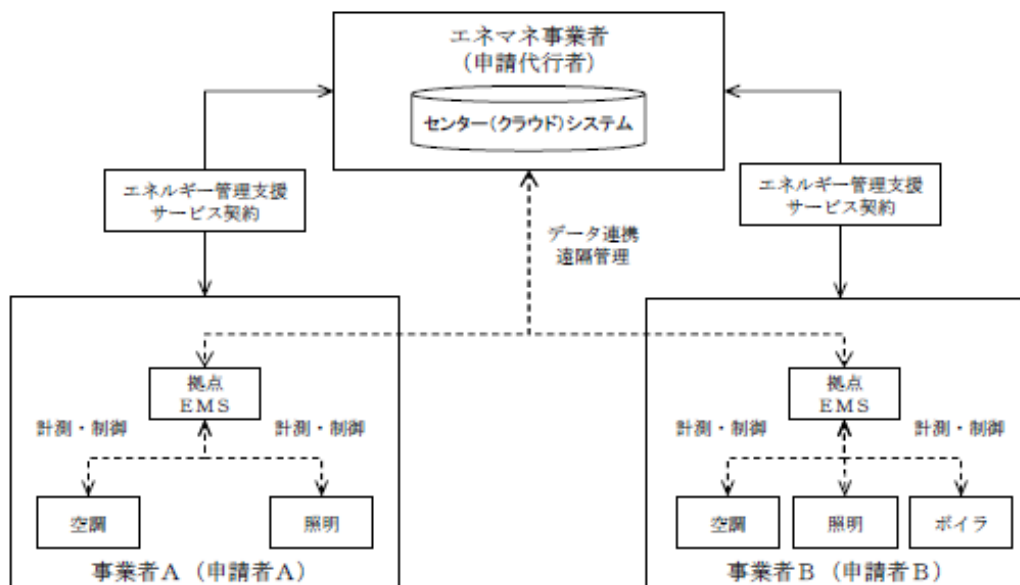 エネマネ事業者
(申請代行者)
センター(クラウド)システム
エネルギー管理支援
サービス契約
エネルギー管理支援
サービス契約
データ連携
遠隔管理
拠点
EMS
計測・制御
計測・制御
空調
照明
事業者A (申請者A)
拠点
EMS
計測・制御
計測・制御
空調
照明
ボイラ
事業者B (申請者B)